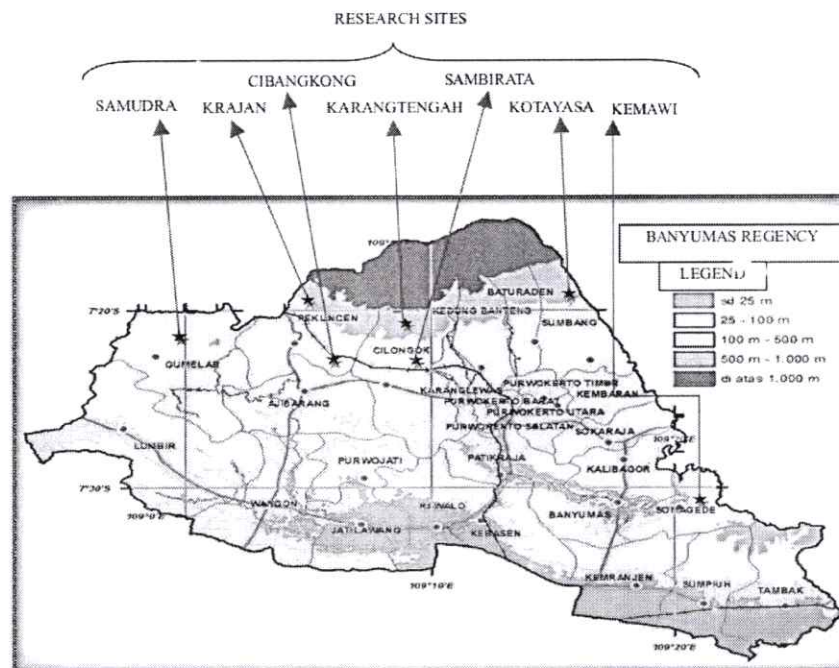 RESEARCH SITES
CIBANGKONG
SAMBIRATA
SAMUDRA
KRAJAN
KARANGTENGAH
KOTAYASA
KEMAWI
BANYUMAS REGENCY
LEGEND
sd 25 m
25 - 100 m
100 m - 500 m
500 m - 1.000 m
di atas 1.000 m
7°20'S
BATURADEN
KEDUNG BANTENG
SUMBANG
CILONGOK
AJIBARANG
KARANGLEWAS
PURWOKERTO TIMUR
KEMBARAN
PURWOKERTO BARAT
PURWOKERTO UTARA
PURWOKERTO SELATAN
SOKARAJA
LUMBIR
PURWOJATI
PATIKRAJA
KALIBAGOR
7°30'S
WANGON
BANYUMAS
109°0'E
JATILAWANG
KEBASEN
109°10'E
KEMRANJEN
SUMPIUH
TAMBAK
109°20'E